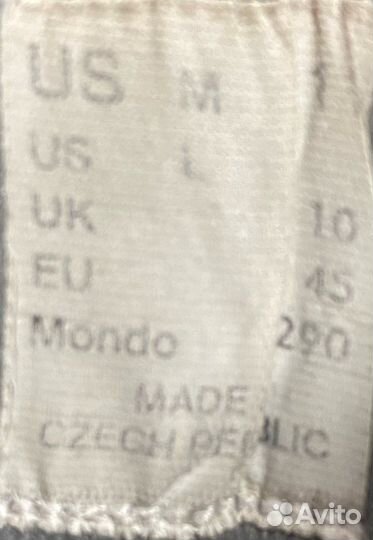 US M
US L
UK 10
EU 45
Mondo 290
MADE
CZECH REPUBLIC
Avito